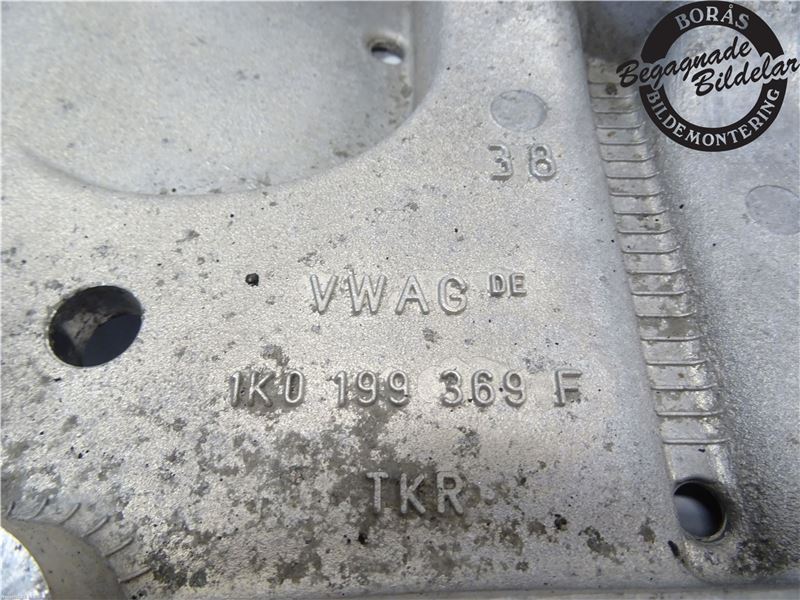 BORÅS
Begagnade
Bildelar
BILDEMONTERING
38
VWAG DE
1K0 199 369 F
TKR